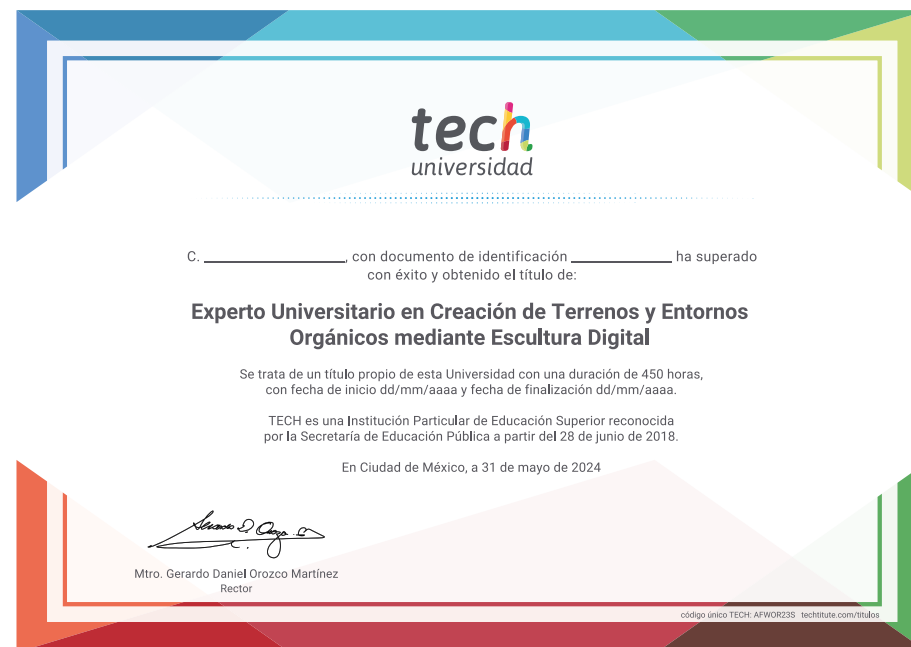 tech
universidad
C. ____________, con documento de identificación ____________ ha superado
con éxito y obtenido el título de:
Experto Universitario en Creación de Terrenos y Entornos
Orgánicos mediante Escultura Digital
Se trata de un título propio de esta Universidad con una duración de 450 horas,
con fecha de inicio dd/mm/aaaa y fecha de finalización dd/mm/aaaa.
TECH es una Institución Particular de Educación Superior reconocida
por la Secretaría de Educación Pública a partir del 28 de junio de 2018.
En Ciudad de México, a 31 de mayo de 2024
Mtro. Gerardo Daniel Orozco Martínez
Rector
código único TECH: AFWOR23S techtitute.com/titulos